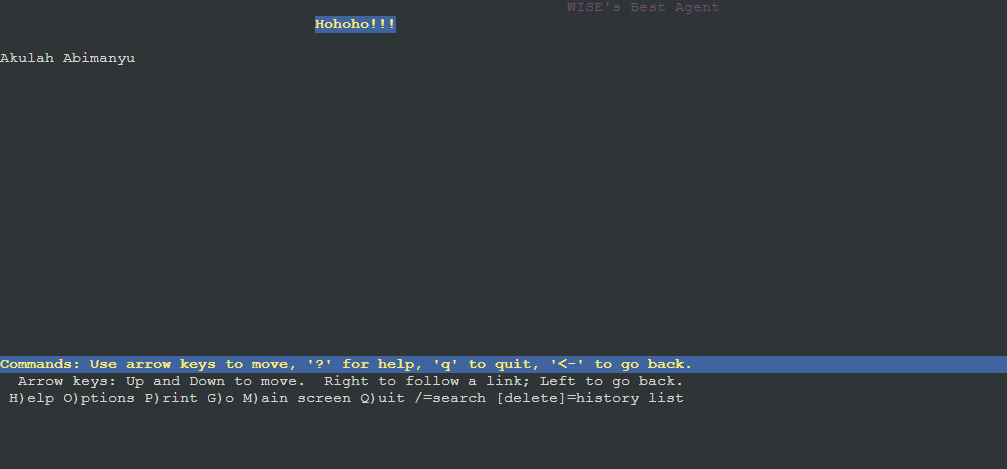 WISE's Best Agent
Hohoho!!!
Akulah Abimanyu
Commands: Use arrow keys to move, '?' for help, 'q' to quit, '<-' to go back.
Arrow keys: Up and Down to move.  Right to follow a link; Left to go back.
H)elp O)ptions P)rint G)o M)ain screen Q)uit /=search [delete]=history list